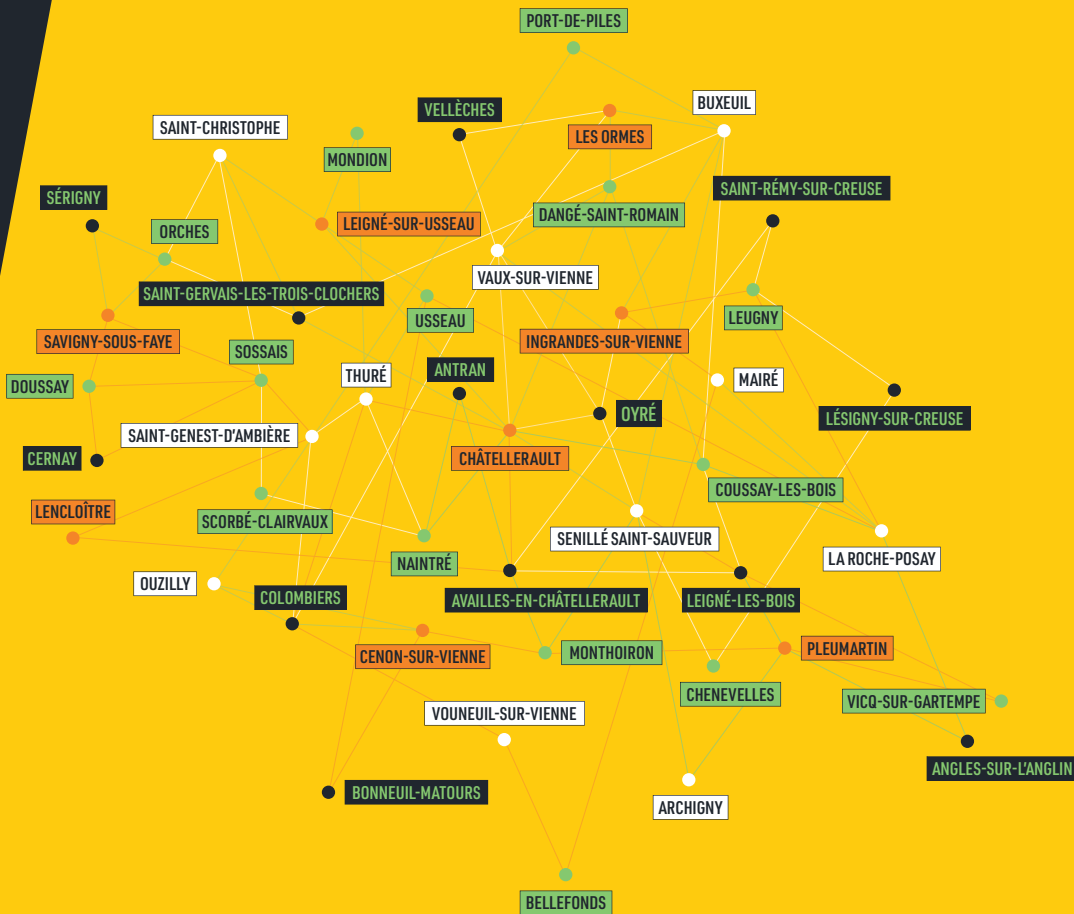 PORT-DE-PILES
VELLÈCHES
BUXEUIL
SAINT-CHRISTOPHE
LES ORMES
MONDION
SAINT-RÉMY-SUR-CREUSE
SÉRIGNY
DANGÉ-SAINT-ROMAIN
LEIGNÉ-SUR-USSEAU
ORCHES
VAUX-SUR-VIENNE
SAINT-GERVAIS-LES-TROIS-CLOCHERS
USSEAU
LEUGNY
SAVIGNY-SOUS-FAYE
INGRANDES-SUR-VIENNE
SOSSAIS
THURÉ
ANTRAN
MAIRÉ
DOUSSAY
OYRÉ
LÉSIGNY-SUR-CREUSE
SAINT-GENEST-D'AMBIÈRE
CERNAY
CHÂTELLERAULT
COUSSAY-LES-BOIS
LENCLOÎTRE
SCORBÉ-CLAIRVAUX
SENILLÉ SAINT-SAUVEUR
LA ROCHE-POSAY
NAINTRÉ
OUZILLY
COLOMBIERS
AVAILLES-EN-CHÂTELLERAULT
LEIGNÉ-LES-BOIS
CENON-SUR-VIENNE
MONTHOIRON
PLEUMARTIN
CHENEVELLES
VICQ-SUR-GARTEMPE
VOUNEUIL-SUR-VIENNE
ANGLES-SUR-L'ANGLIN
BONNEUIL-MATOURS
ARCHIGNY
BELLEFONDS